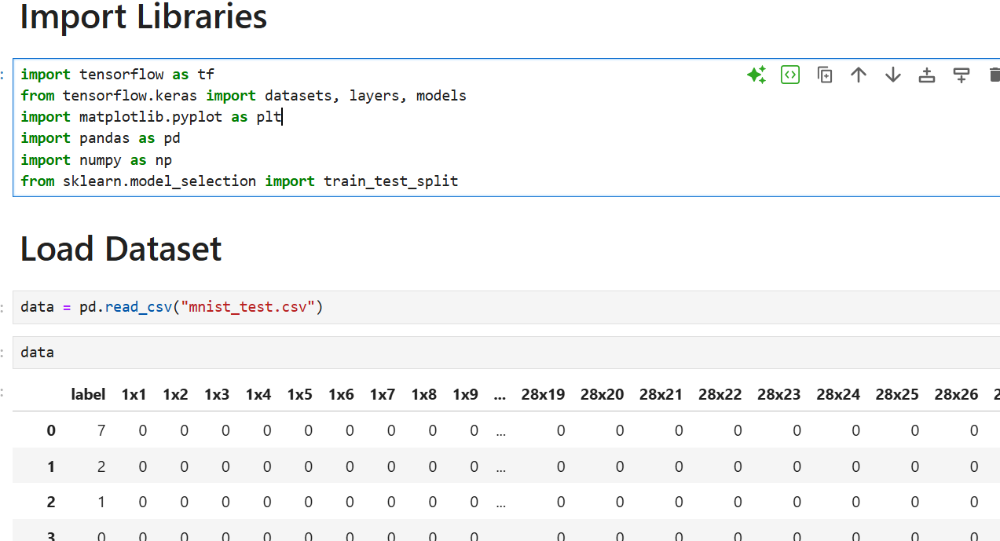 Import Libraries
:
import tensorflow as tf
from tensorflow.keras import datasets, layers, models
import matplotlib.pyplot as plt
import pandas as pd
import numpy as np
from sklearn.model_selection import train_test_split
Load Dataset
:
data = pd.read_csv("mnist_test.csv")
:
data
:
label 1x1 1x2 1x3 1x4 1x5 1x6 1x7 1x8 1x9 ... 28x19 28x20 28x21 28x22 28x23 28x24 28x25 28x26 2
0 7 0 0 0 0 0 0 0 0 0 ... 0 0 0 0 0 0 0 0
1 2 0 0 0 0 0 0 0 0 0 ... 0 0 0 0 0 0 0 0
2 1 0 0 0 0 0 0 0 0 0 ... 0 0 0 0 0 0 0 0
3 0 0 0 0 0 0 0 0 0 0 0 0 0 0 0 0 0 0